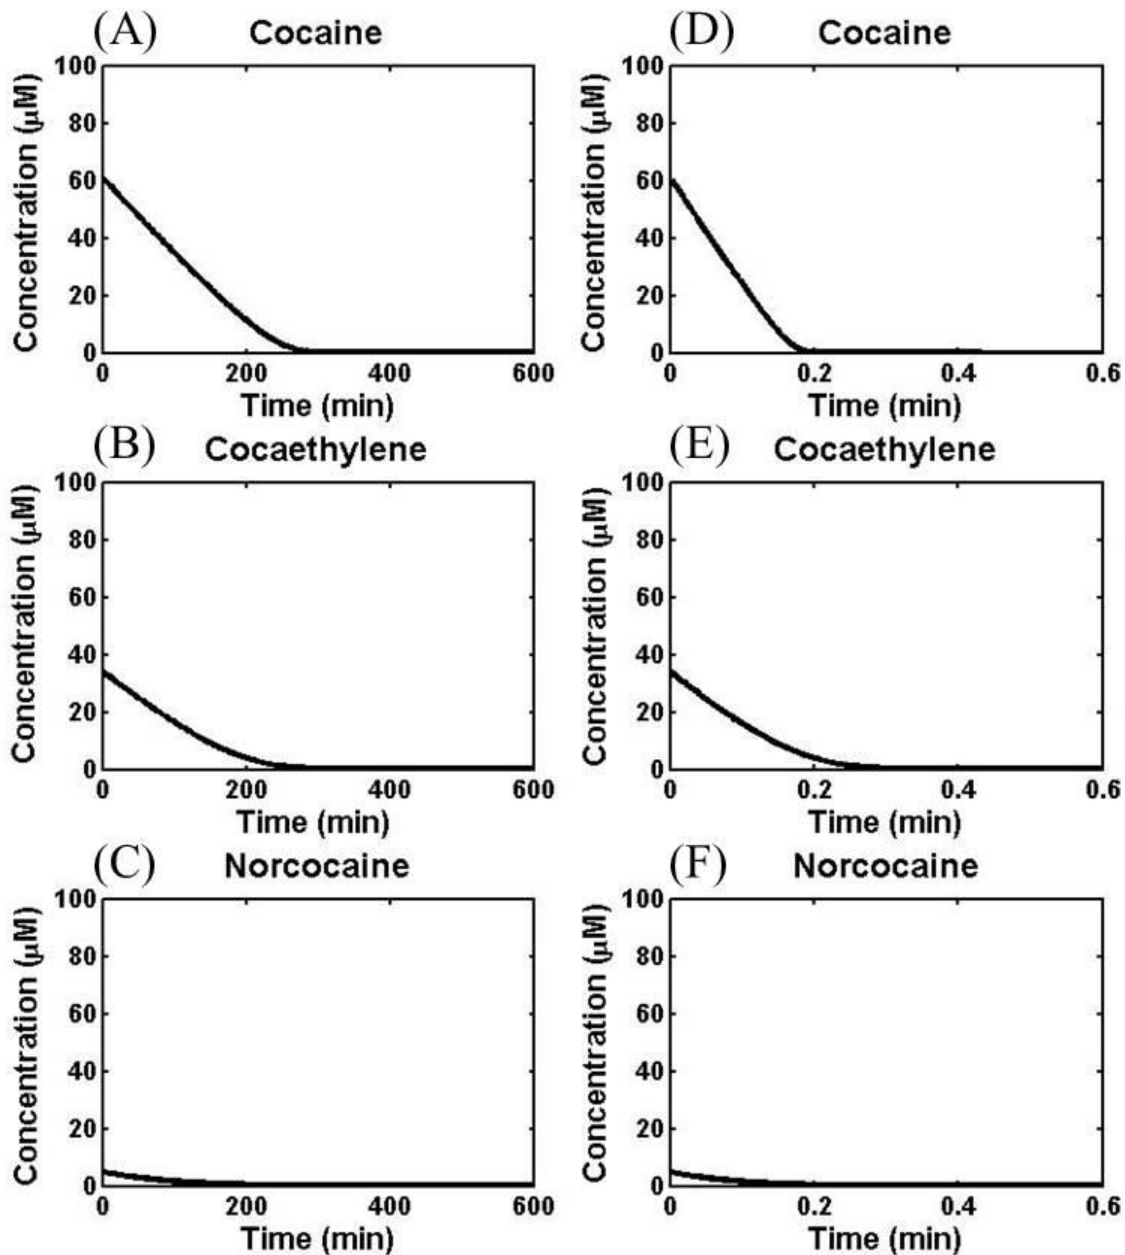 (A) Cocaine
Concentration (μM)
100
80
60
40
20
0
0 200 400 600
Time (min)
(D) Cocaine
Concentration (μM)
100
80
60
40
20
0
0 0.2 0.4 0.6
Time (min)
(B) Cocaethylene
Concentration (μM)
100
80
60
40
20
0
0 200 400 600
Time (min)
(E) Cocaethylene
Concentration (μM)
100
80
60
40
20
0
0 0.2 0.4 0.6
Time (min)
(C) Norcocaine
Concentration (μM)
100
80
60
40
20
0
0 200 400 600
Time (min)
(F) Norcocaine
Concentration (μM)
100
80
60
40
20
0
0 0.2 0.4 0.6
Time (min)